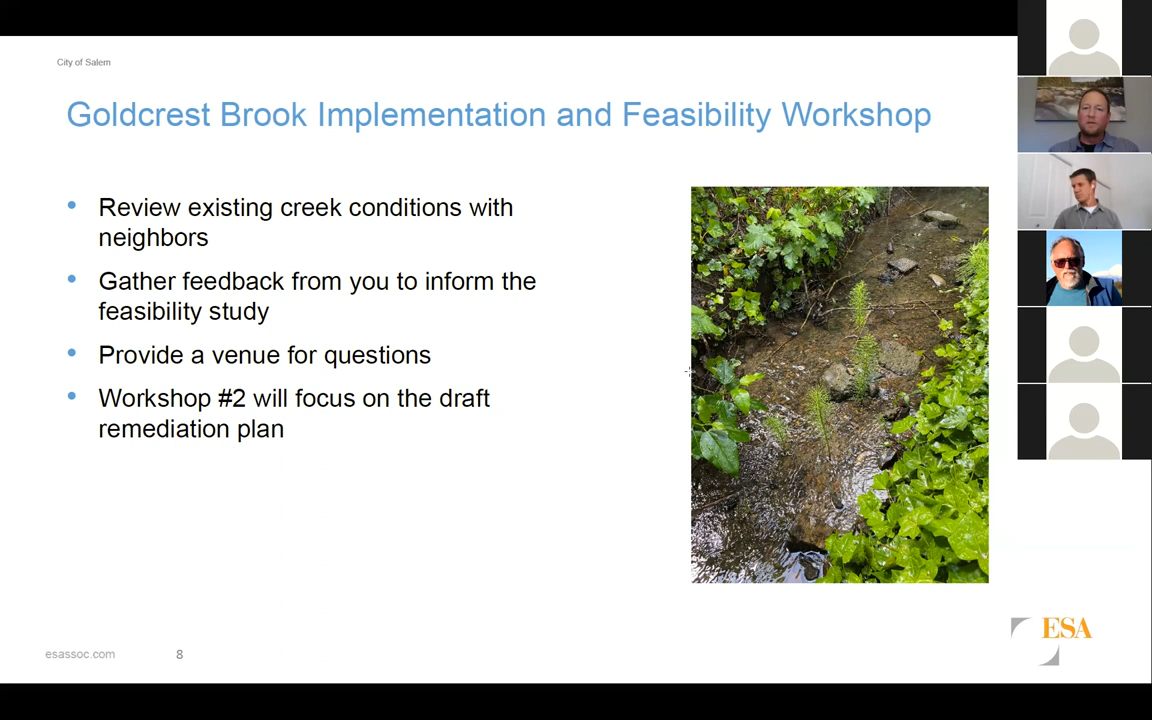 City of Salem
Goldcrest Brook Implementation and Feasibility Workshop
• Review existing creek conditions with
neighbors
• Gather feedback from you to inform the
feasibility study
• Provide a venue for questions
• Workshop #2 will focus on the draft
remediation plan
ESA
esassoc.com
8